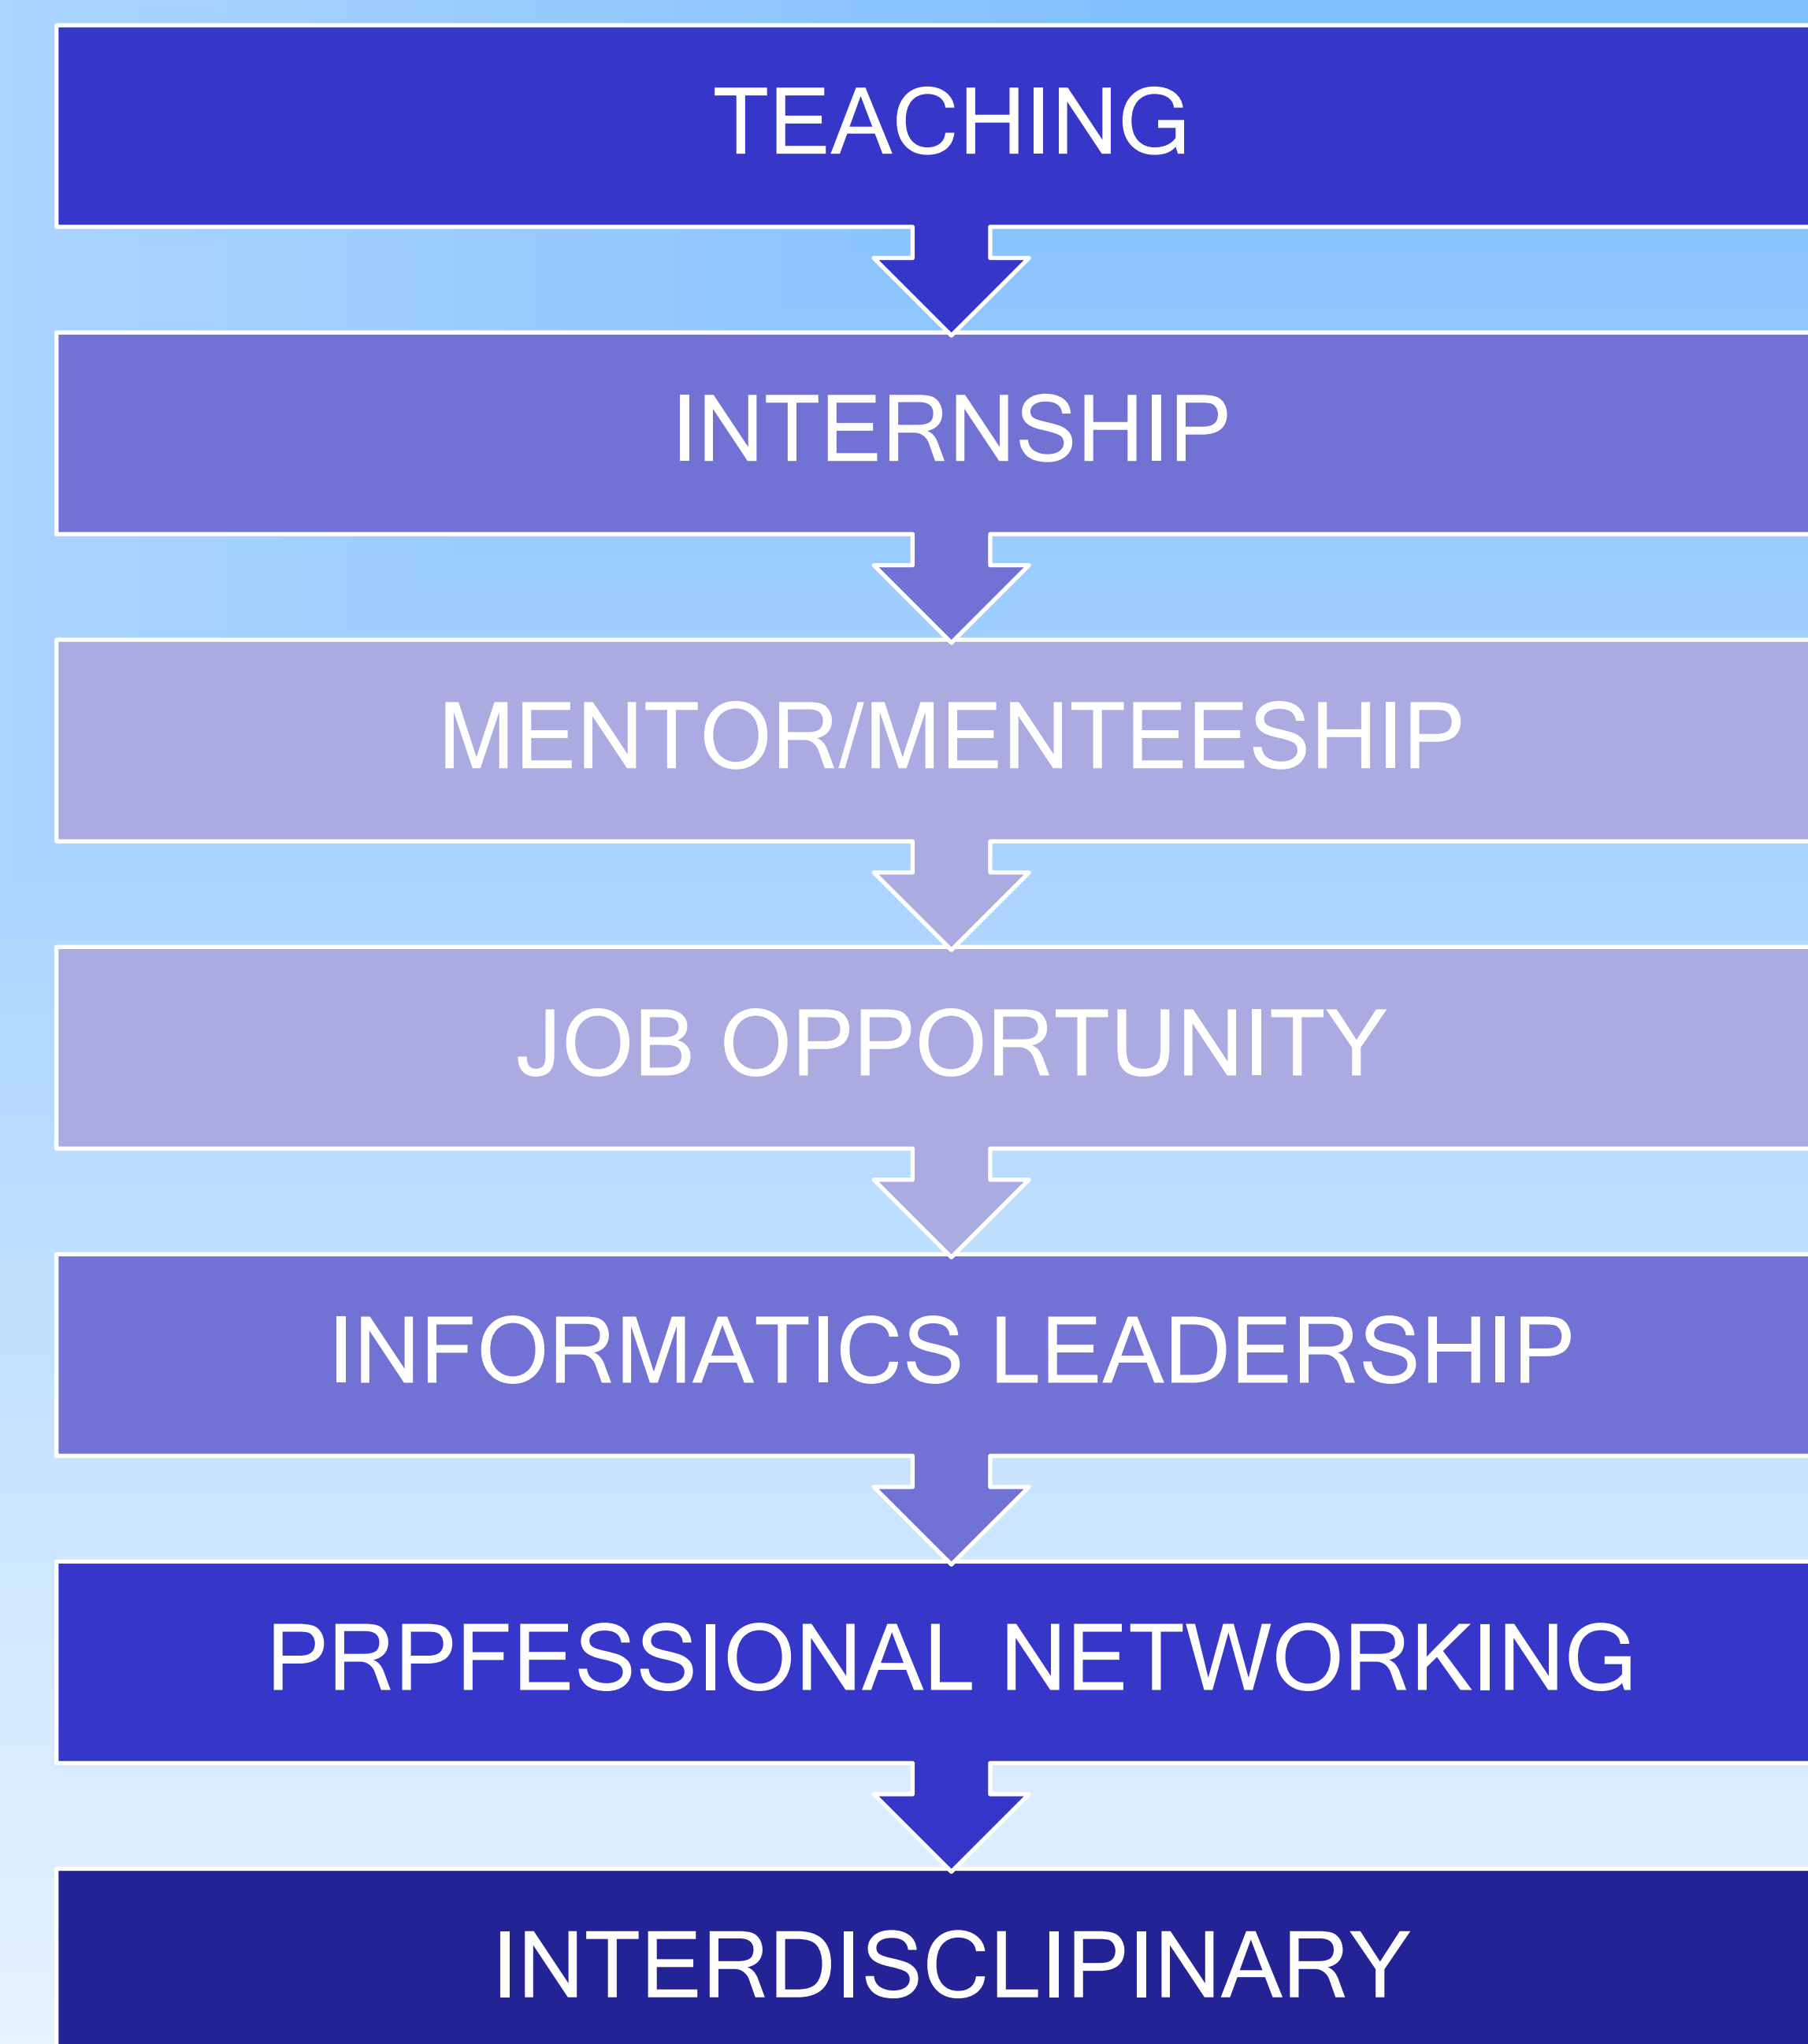 TEACHING
INTERNSHIP
MENTOR/MENTEESHIP
JOB OPPORTUNITY
INFORMATICS LEADERSHIP
PRPFESSIONAL NETWORKING
INTERDISCLIPINARY